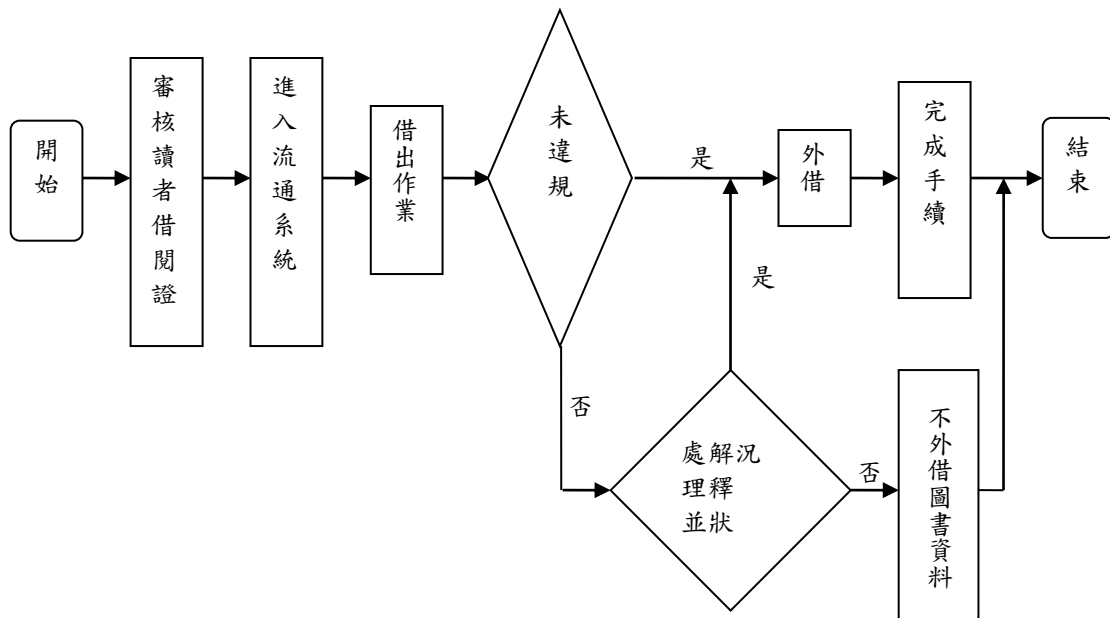 開始
審核讀者借閱證
進入流通系統
借出作業
未違規
是
外借
完成手續
結束
是
否
處理並
解釋狀
況
否
不外借圖書資料